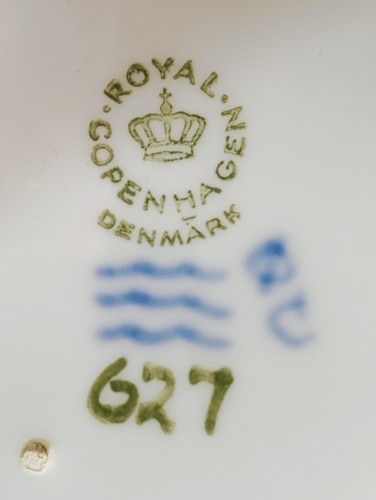 ROYAL
COPENHAGEN
DENMARK
627